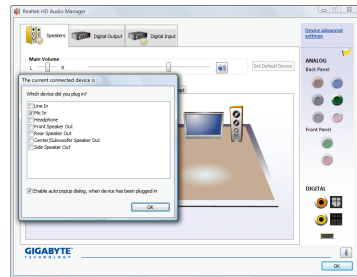 Realtek HD Audio Manager
Speakers
Digital Output
Digital Input
Device advanced
settings
Main Volume
L
R
Set Default Device
ANALOG
Back Panel
The current connected device is :
Which device did you plug in?
Line In
Mic In
Headphone
Front Speaker Out
Rear Speaker Out
Center/Subwoofer Speaker Out
Side Speaker Out
Front Panel
Enable auto popup dialog, when device has been plugged in
OK
DIGITAL
GIGABYTE
TECHNOLOGY
OK